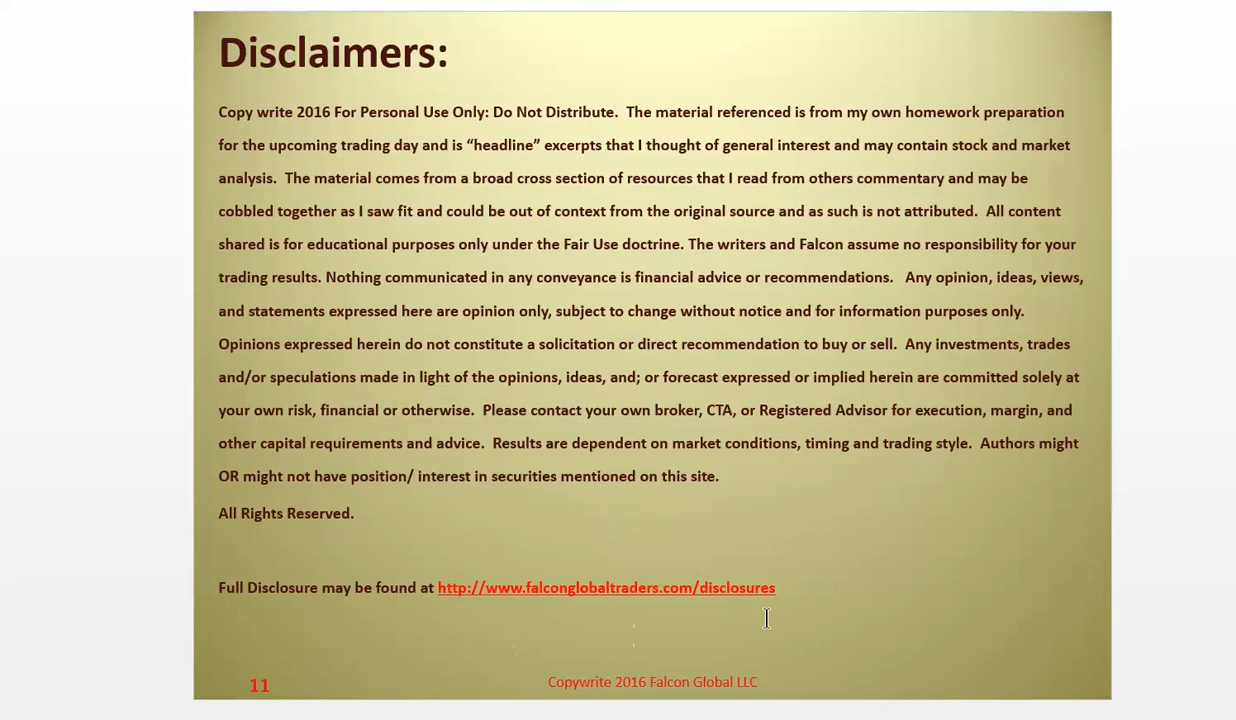 Disclaimers:
Copy write 2016 For Personal Use Only: Do Not Distribute.  The material referenced is from my own homework preparation
for the upcoming trading day and is “headline” excerpts that I thought of general interest and may contain stock and market
analysis.  The material comes from a broad cross section of resources that I read from others commentary and may be
cobbled together as I saw fit and could be out of context from the original source and as such is not attributed.  All content
shared is for educational purposes only under the Fair Use doctrine. The writers and Falcon assume no responsibility for your
trading results. Nothing communicated in any conveyance is financial advice or recommendations.   Any opinion, ideas, views,
and statements expressed here are opinion only, subject to change without notice and for information purposes only.
Opinions expressed herein do not constitute a solicitation or direct recommendation to buy or sell.  Any investments, trades
and/or speculations made in light of the opinions, ideas, and; or forecast expressed or implied herein are committed solely at
your own risk, financial or otherwise.  Please contact your own broker, CTA, or Registered Advisor for execution, margin, and
other capital requirements and advice.  Results are dependent on market conditions, timing and trading style.  Authors might
OR might not have position/ interest in securities mentioned on this site.
All Rights Reserved.
Full Disclosure may be found at http://www.falconglobaltraders.com/disclosures
11
Copywrite 2016 Falcon Global LLC